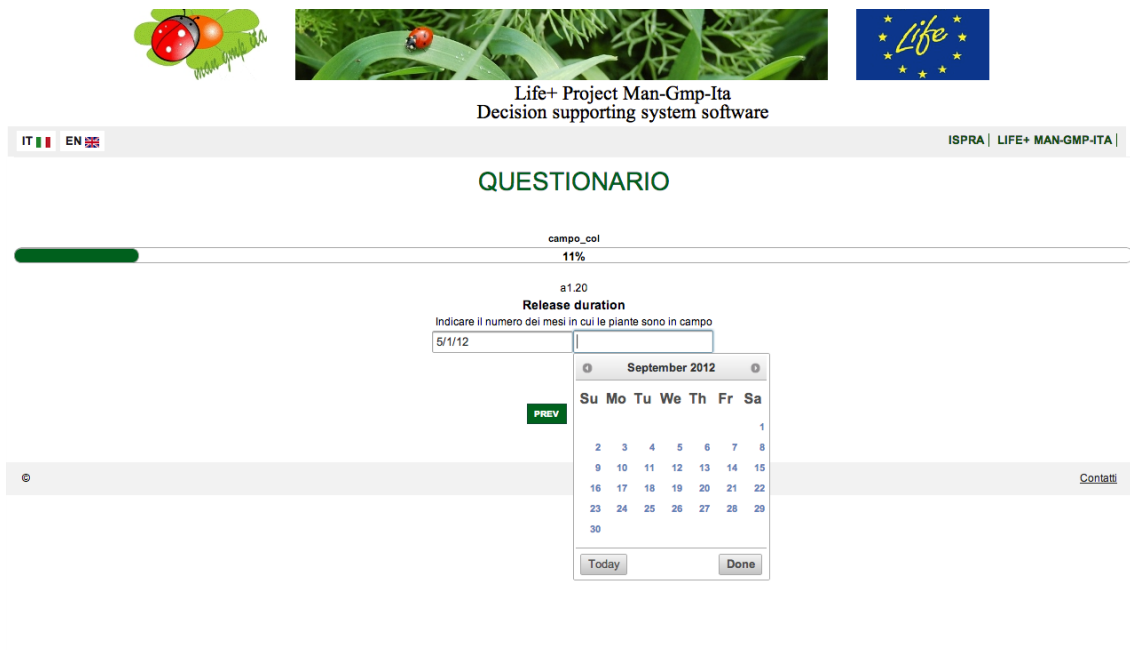 man gmp ita
Life
Life+ Project Man-Gmp-Ita
Decision supporting system software
IT EN ISPRA | LIFE+ MAN-GMP-ITA |
QUESTIONARIO
campo_col
11%
a1.20
Release duration
Indicare il numero dei mesi in cui le piante sono in campo
5/1/12
September 2012
Su Mo Tu We Th Fr Sa
1
2 3 4 5 6 7 8
9 10 11 12 13 14 15
16 17 18 19 20 21 22
23 24 25 26 27 28 29
30
Today Done
PREV
© Contatti